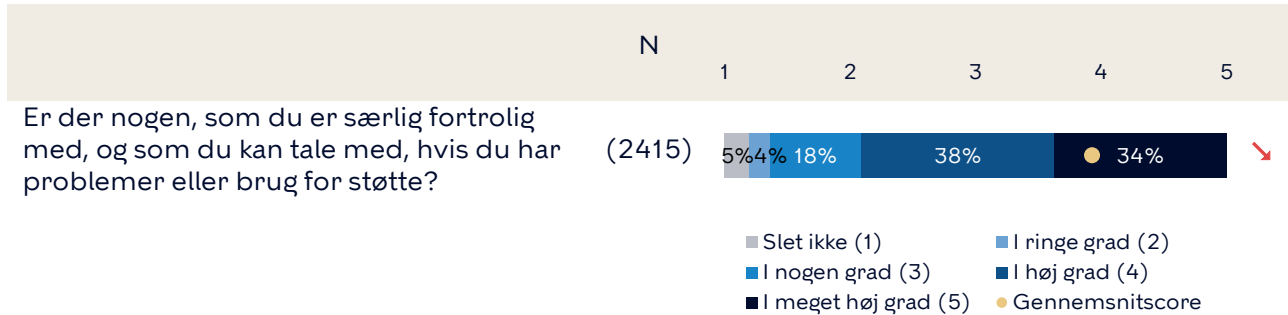 N
1 2 3 4 5
Er der nogen, som du er særlig fortrolig
med, og som du kan tale med, hvis du har
problemer eller brug for støtte?
(2415)
5% 4% 18% 38% 34%
Slet ikke (1) I ringe grad (2)
I nogen grad (3) I høj grad (4)
I meget høj grad (5) Gennemsnitscore